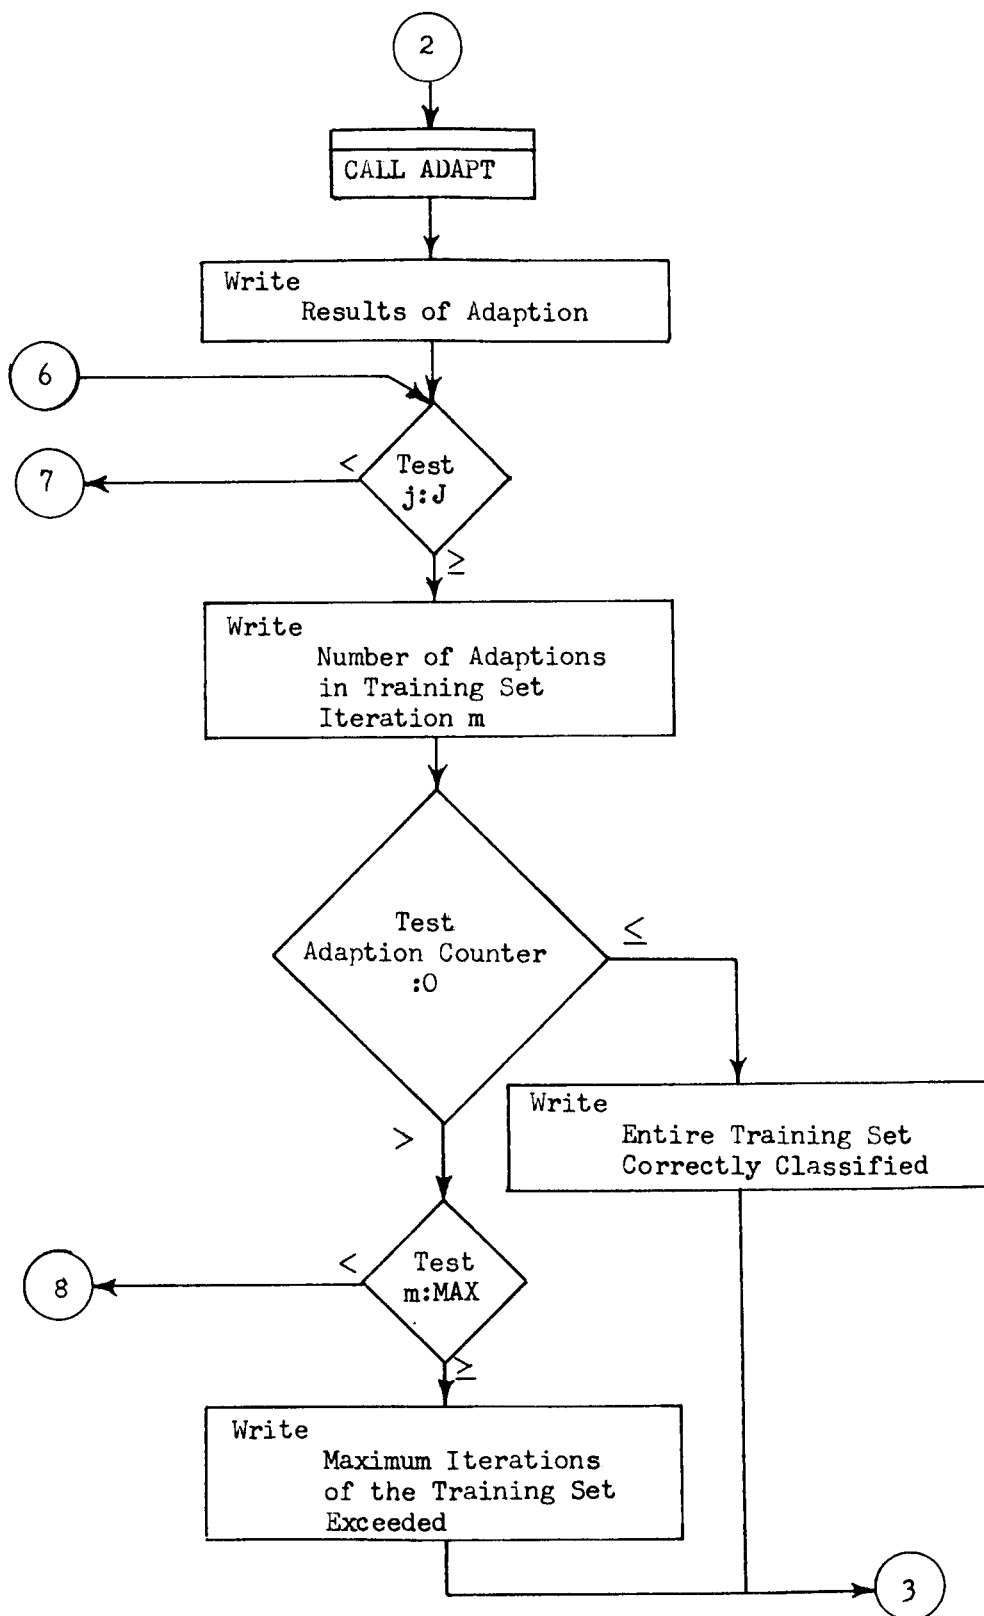 2
CALL ADAPT
Write
Results of Adaption
6
<
Test
j:J
7
≥
Write
Number of Adaptions
in Training Set
Iteration m
Test
Adaption Counter
:0
≤
Write
Entire Training Set
Correctly Classified
>
<
Test
m:MAX
8
≥
Write
Maximum Iterations
of the Training Set
Exceeded
3